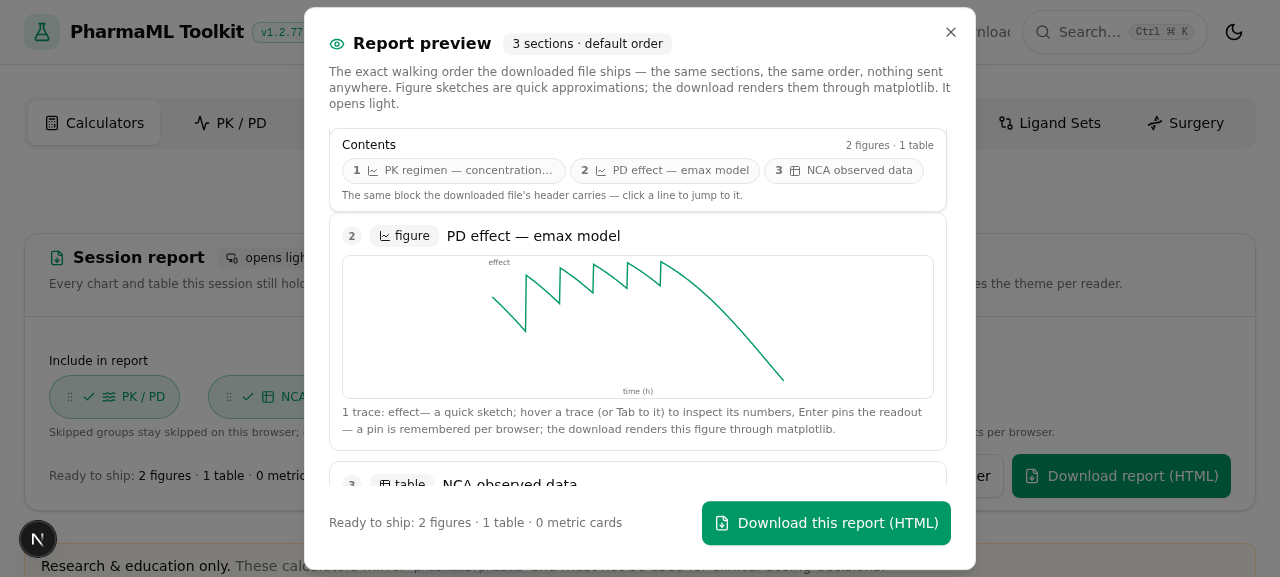 PharmaML Toolkit v1.2.77
Search… Ctrl ⌘ K
Calculators
PK / PD
Ligand Sets
Surgery
Session report
opens
Every chart and table this session still
the theme per reader.
Include in report
PK / PD
Skipped groups stay skipped on this browser;
per browser.
Ready to ship: 2 figures · 1 table · 0
Download report (HTML)
Research & education only.
Report preview
3 sections · default order
The exact walking order the downloaded file ships — the same sections, the same order, nothing sent
anywhere. Figure sketches are quick approximations; the download renders them through matplotlib. It
opens light.
Contents
2 figures · 1 table
1 PK regimen — concentration…
2 PD effect — emax model
3 NCA observed data
The same block the downloaded file's header carries — click a line to jump to it.
2 figure PD effect — emax model
effect
time (h)
1 trace: effect— a quick sketch; hover a trace (or Tab to it) to inspect its numbers, Enter pins the readout
— a pin is remembered per browser; the download renders this figure through matplotlib.
3 table NCA observed data
Ready to ship: 2 figures · 1 table · 0 metric cards
Download this report (HTML)
N